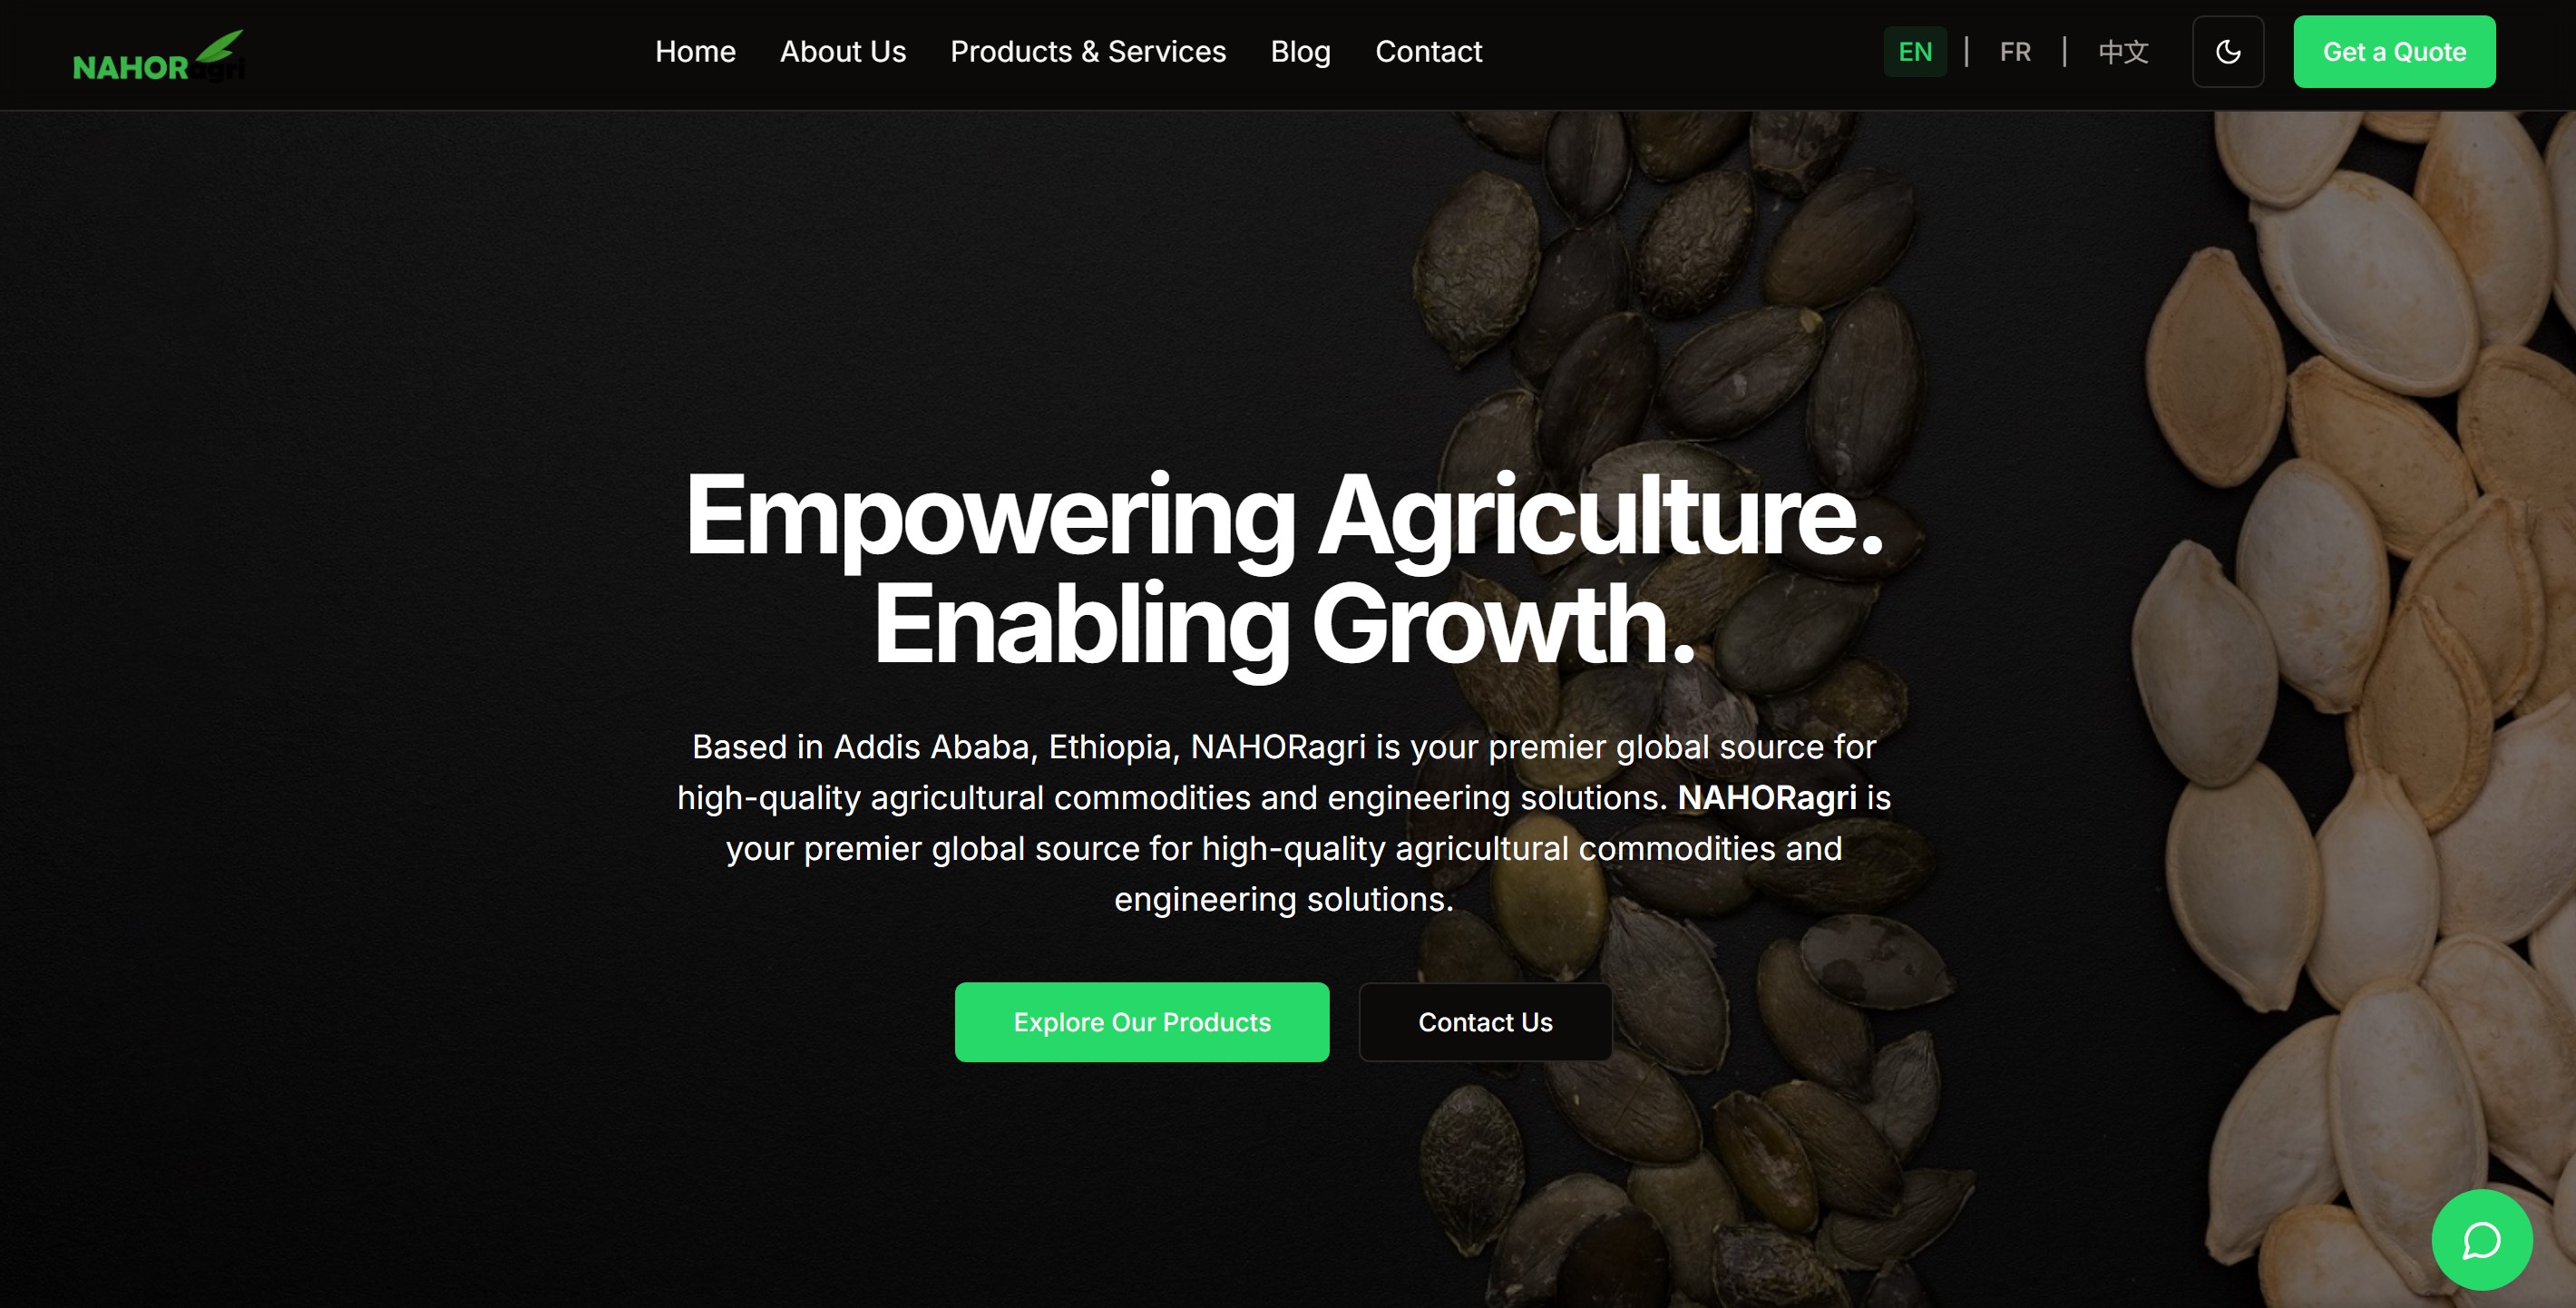 NAHORagri
Home
About Us
Products & Services
Blog
Contact
EN | FR | 中文
Get a Quote
Empowering Agriculture.
Enabling Growth.
Based in Addis Ababa, Ethiopia, NAHORagri is your premier global source for
high-quality agricultural commodities and engineering solutions. NAHORagri is
your premier global source for high-quality agricultural commodities and
engineering solutions.
Explore Our Products
Contact Us